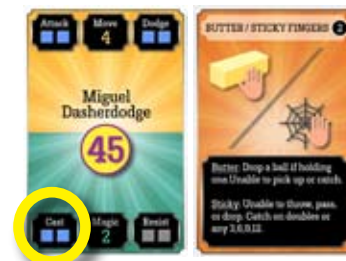 Attack Move Dodge
4
Miguel
Dasherdodge
45
Cast Magic Resist
2
BUTTER / STICKY FINGERS 2
Butter: Drop a ball if holding
one. Unable to pick up or catch.
Sticky: Unable to throw, pass,
or drop. Catch on doubles or
any 3,6,9,12.